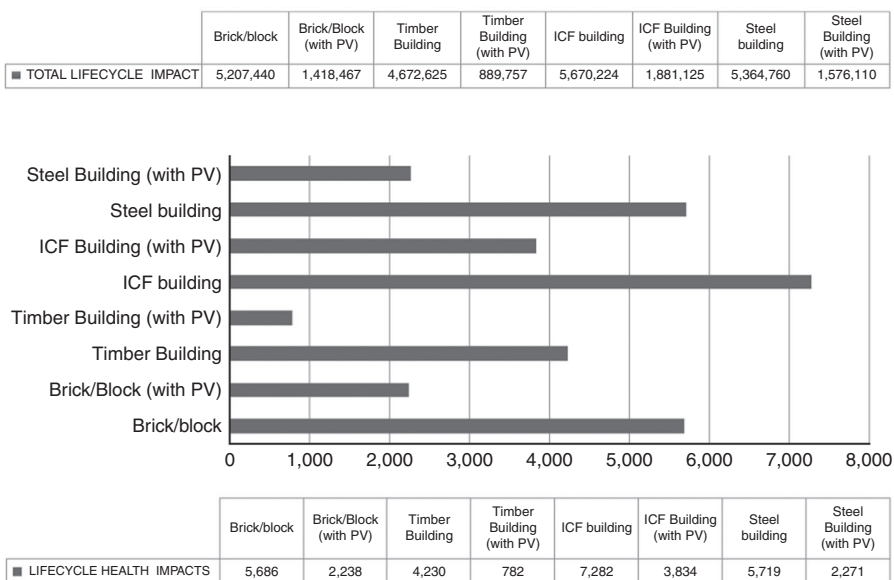 Brick/block Brick/Block (with PV) Timber Building Timber Building (with PV) ICF building ICF Building (with PV) Steel building Steel Building (with PV)
TOTAL LIFECYCLE IMPACT 5,207,440 1,418,467 4,672,625 889,757 5,670,224 1,881,125 5,364,760 1,576,110
Steel Building (with PV)
Steel building
ICF Building (with PV)
ICF building
Timber Building (with PV)
Timber Building
Brick/Block (with PV)
Brick/block
0 1,000 2,000 3,000 4,000 5,000 6,000 7,000 8,000
Brick/block Brick/Block (with PV) Timber Building Timber Building (with PV) ICF building ICF Building (with PV) Steel building Steel Building (with PV)
LIFECYCLE HEALTH IMPACTS 5,686 2,238 4,230 782 7,282 3,834 5,719 2,271